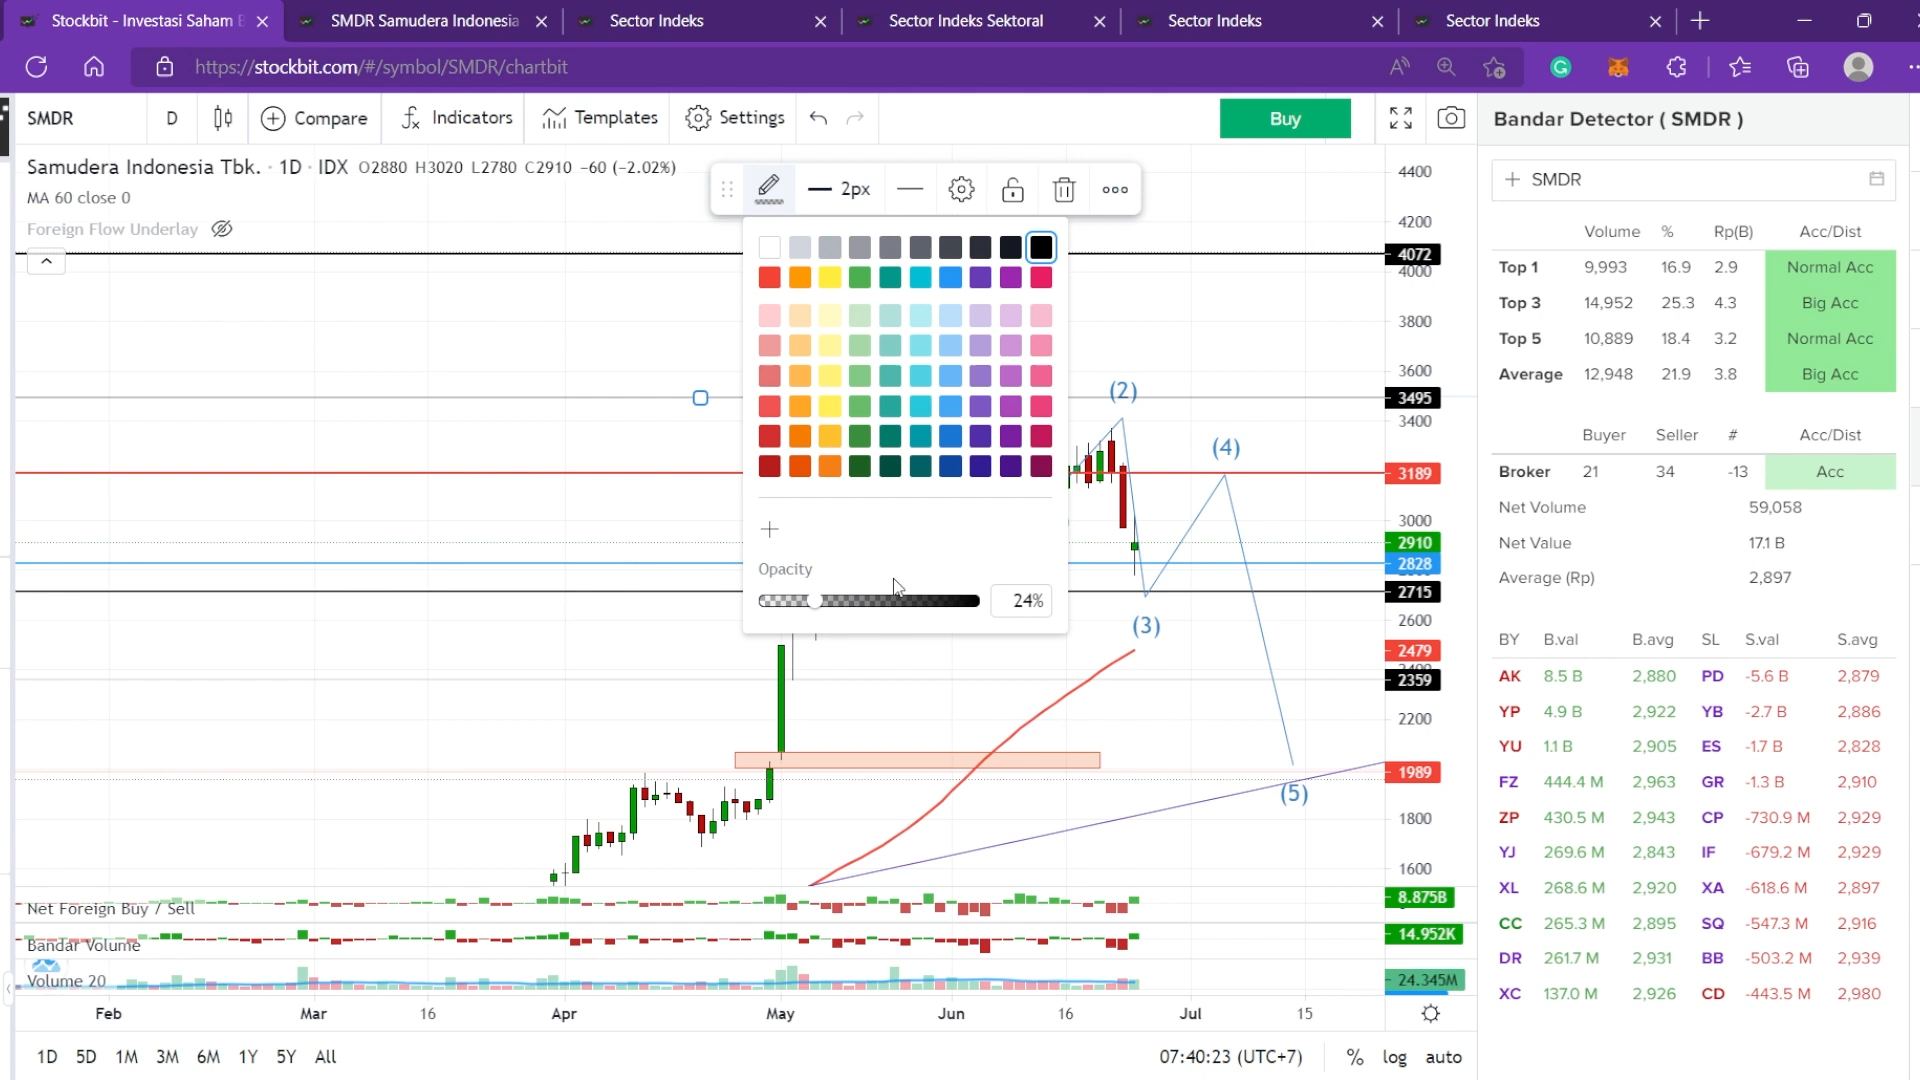 Stockbit - Investasi Saham
SMDR Samudera Indonesia
Sector Indeks
Sector Indeks Sektoral
Sector Indeks
Sector Indeks
https://stockbit.com/#/symbol/SMDR/chartbit
SMDR D Compare Indicators Templates Settings Buy
Samudera Indonesia Tbk. · 1D · IDX O2880 H3020 L2780 C2910 -60 (-2.02%)
MA 60 close 0
Foreign Flow Underlay
2px
Opacity
24%
(2)
(4)
(3)
(5)
4400
4200
4072
4000
3800
3600
3495
3400
3189
3000
2910
2828
2715
2600
2479
2359
2200
1989
1800
1600
Net Foreign Buy / Sell
8.875B
Bandar Volume
14.952K
Volume 20
24.345M
Feb Mar 16 Apr May Jun 16 Jul 15
1D 5D 1M 3M 6M 1Y 5Y All
07:40:23 (UTC+7) % log auto
Bandar Detector ( SMDR )
SMDR
Volume % Rp(B) Acc/Dist
Top 1 9,993 16.9 2.9 Normal Acc
Top 3 14,952 25.3 4.3 Big Acc
Top 5 10,889 18.4 3.2 Normal Acc
Average 12,948 21.9 3.8 Big Acc
Buyer Seller # Acc/Dist
Broker 21 34 -13 Acc
Net Volume 59,058
Net Value 17.1 B
Average (Rp) 2,897
BY B.val B.avg SL S.val S.avg
AK 8.5 B 2,880 PD -5.6 B 2,879
YP 4.9 B 2,922 YB -2.7 B 2,886
YU 1.1 B 2,905 ES -1.7 B 2,828
FZ 444.4 M 2,963 GR -1.3 B 2,910
ZP 430.5 M 2,943 CP -730.9 M 2,929
YJ 269.6 M 2,843 IF -679.2 M 2,929
XL 268.6 M 2,920 XA -618.6 M 2,897
CC 265.3 M 2,895 SQ -547.3 M 2,916
DR 261.7 M 2,931 BB -503.2 M 2,939
XC 137.0 M 2,926 CD -443.5 M 2,980